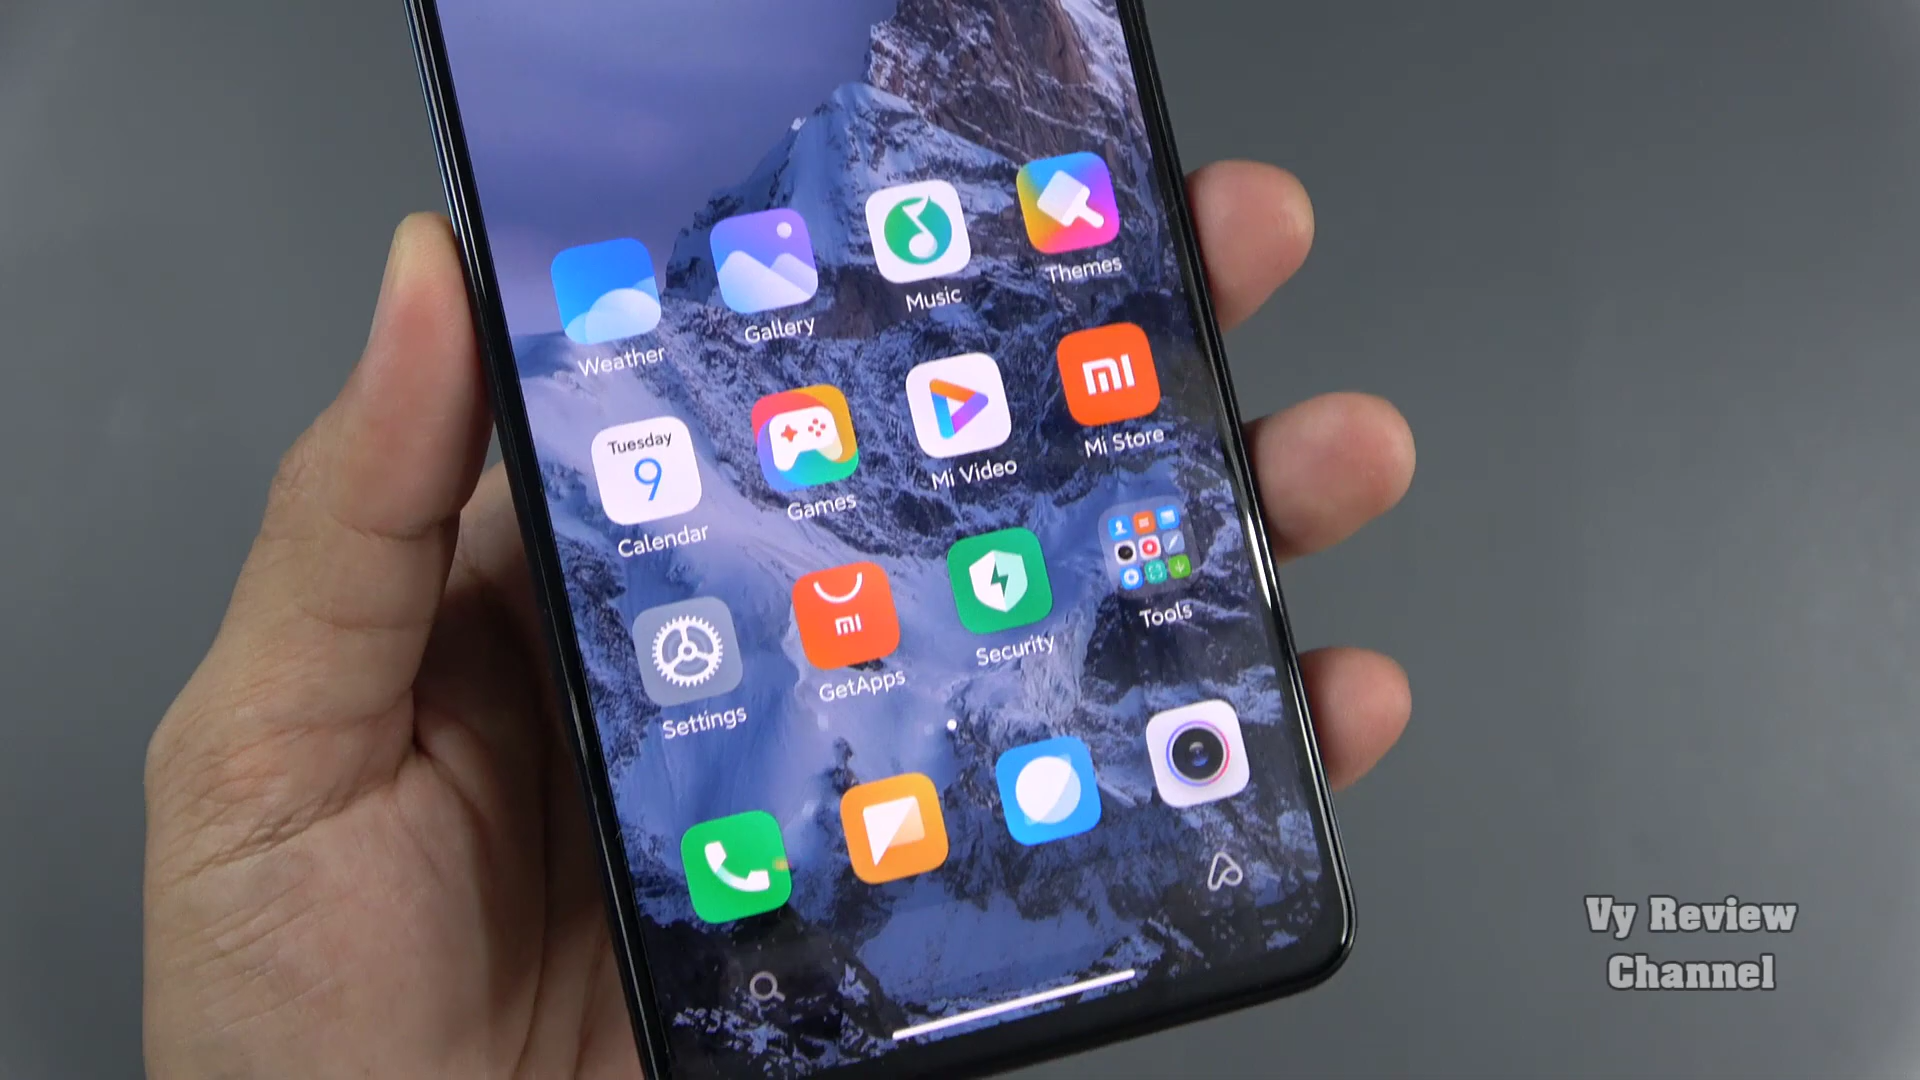 Weather
Gallery
Music
Themes
Tuesday
9
Calendar
Games
Mi Video
mi
Mi Store
Settings
mi
GetApps
Security
Tools
Vy Review
Channel